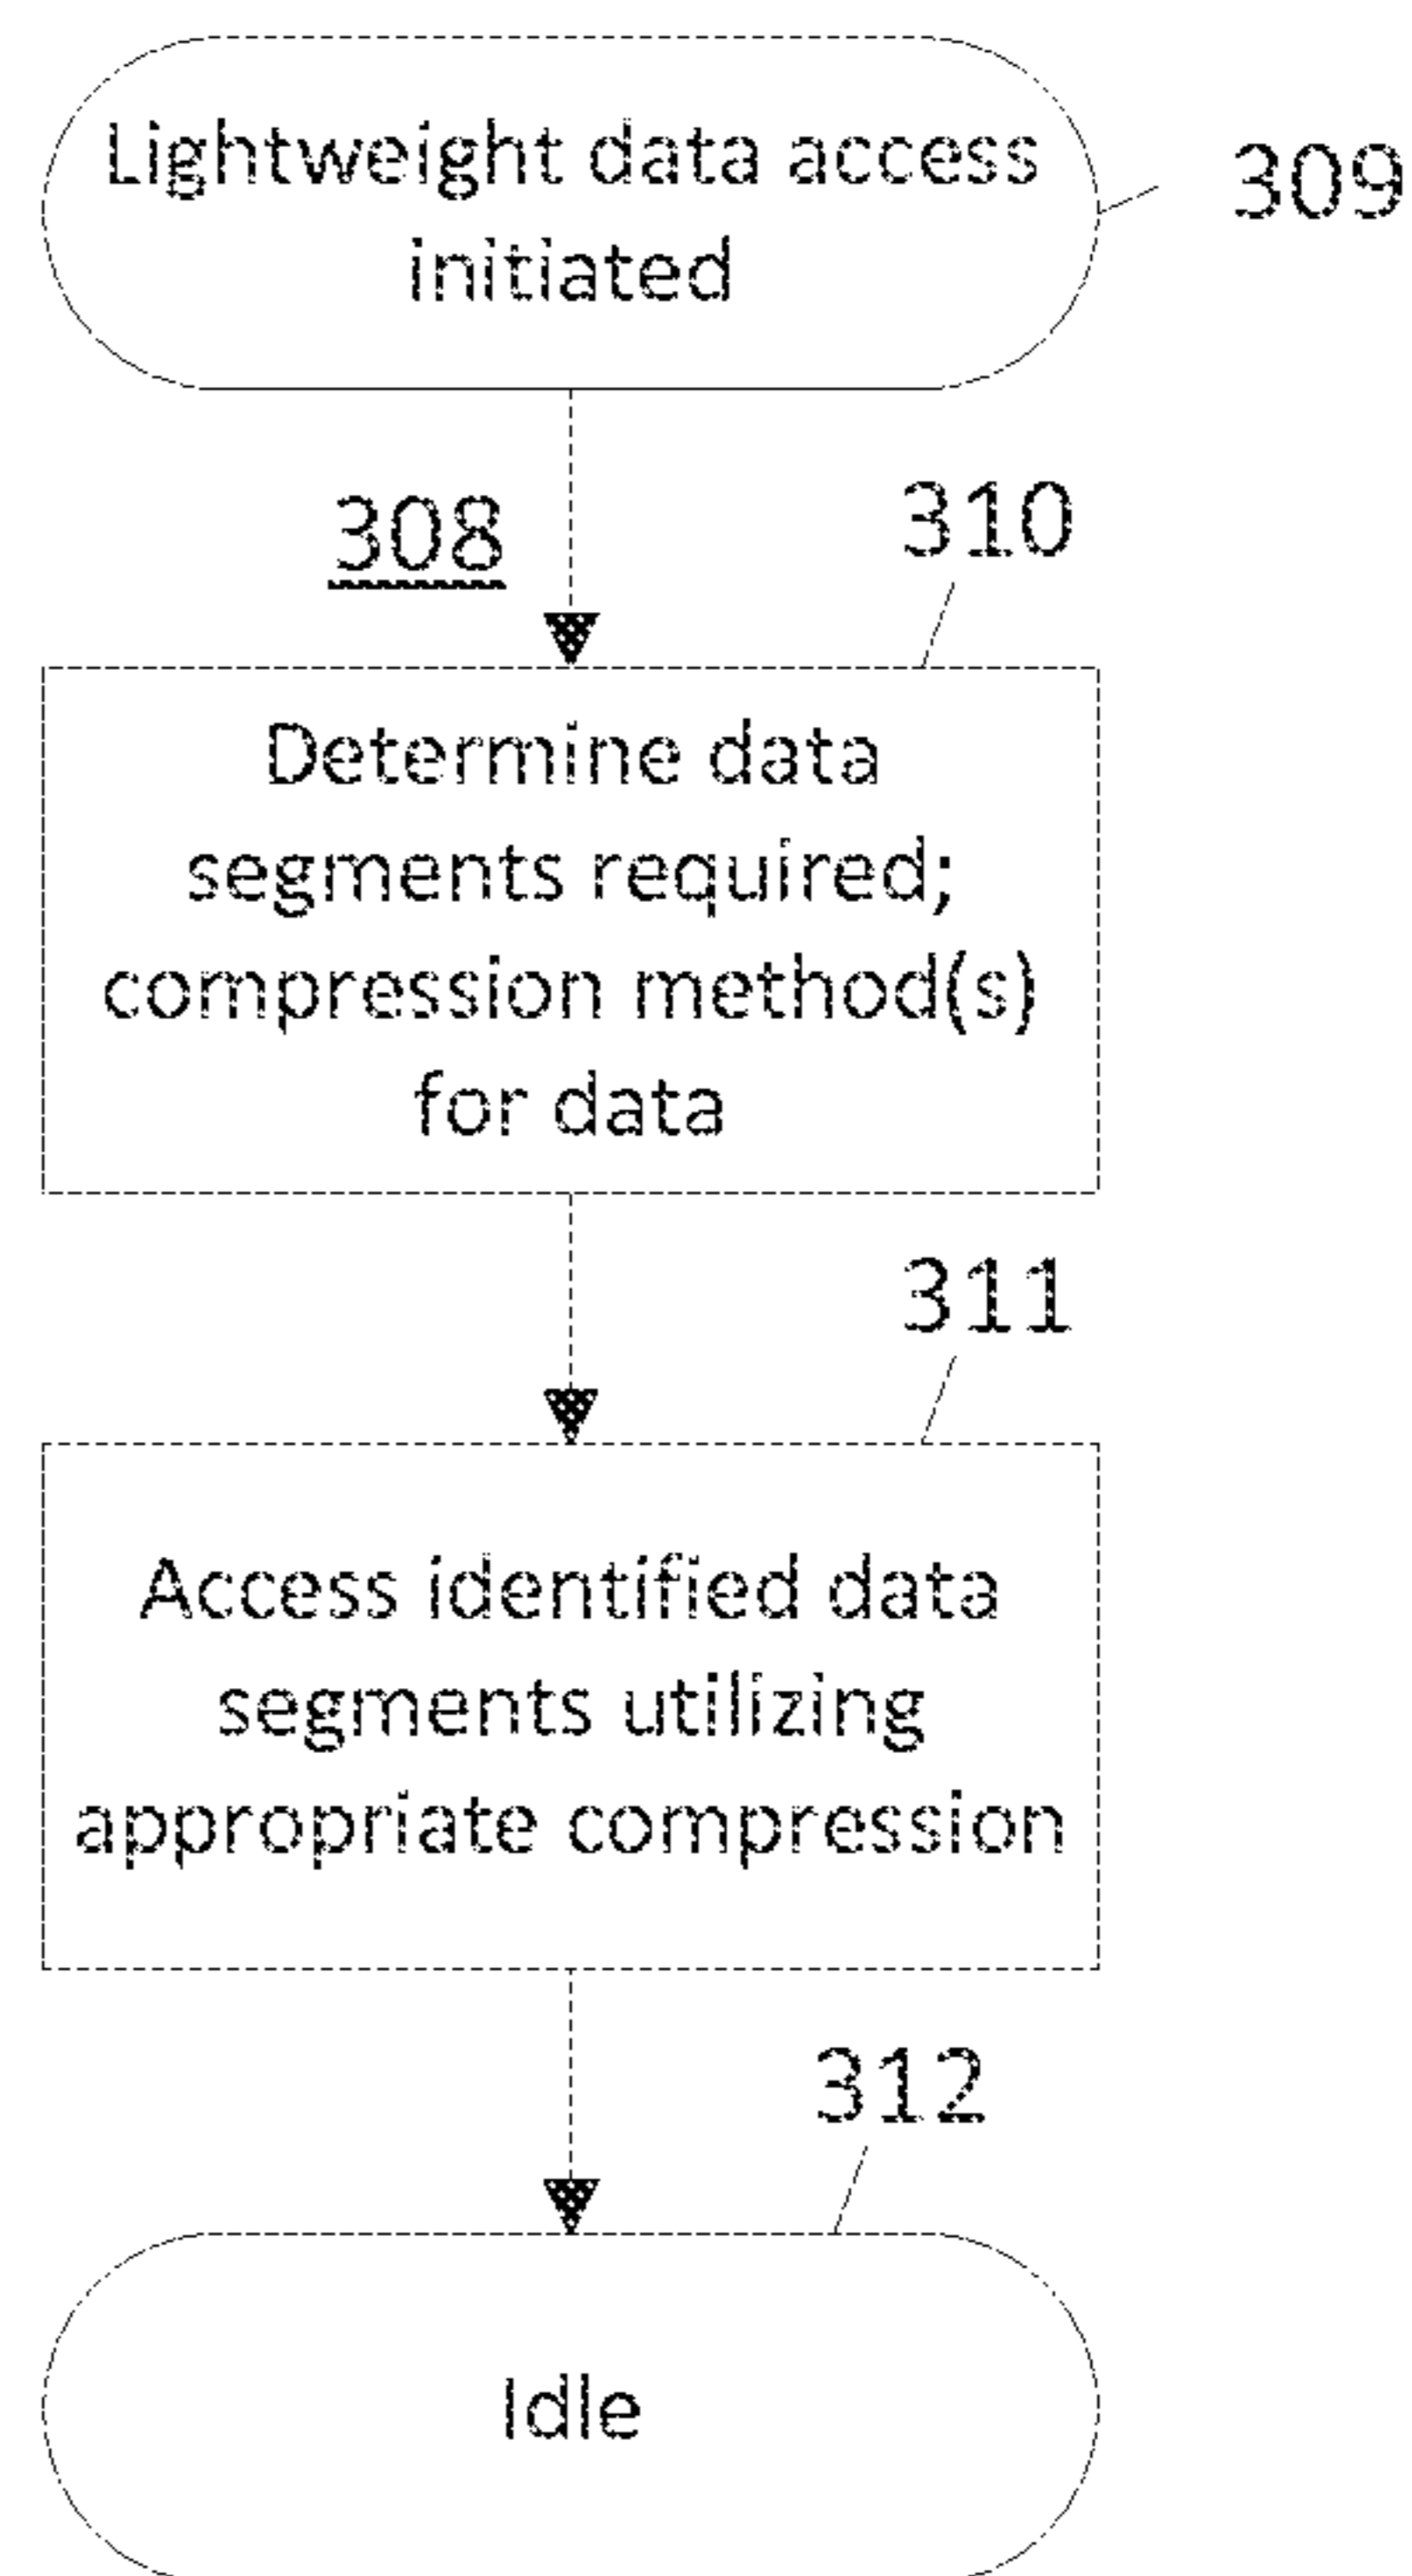 Lightweight data access
initiated
309
308
310
Determine data
segments required;
compression method(s)
for data
311
Access identified data
segments utilizing
appropriate compression
312
Idle